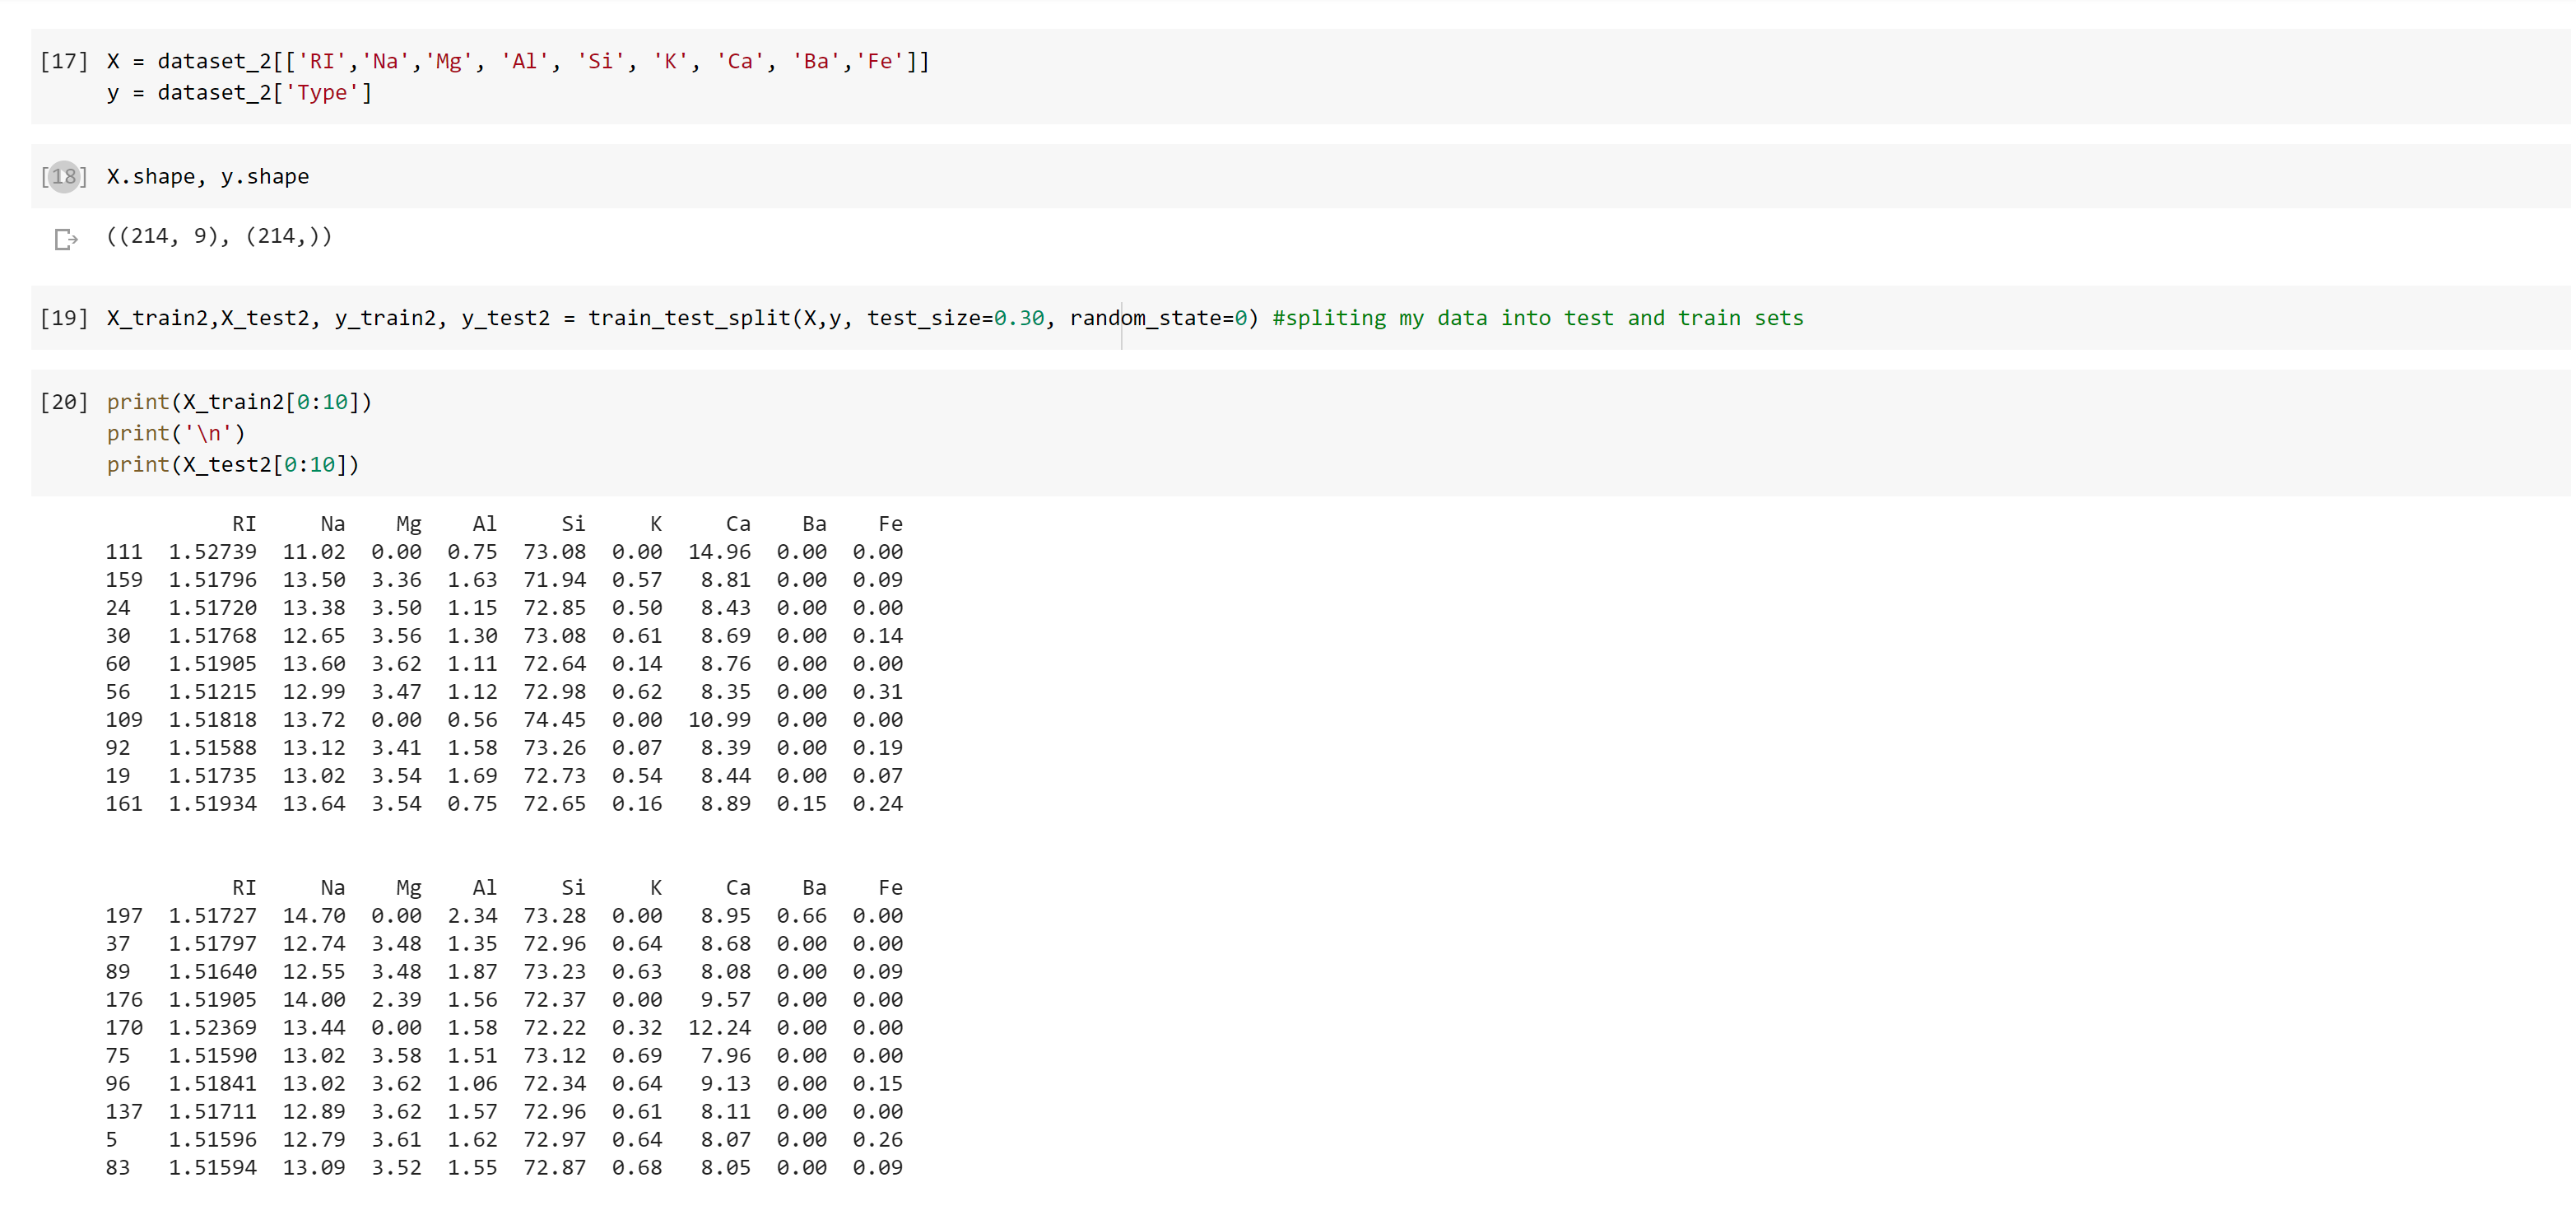 [17] X = dataset_2[['RI','Na','Mg', 'Al', 'Si', 'K', 'Ca', 'Ba','Fe']]
y = dataset_2['Type']
[18] X.shape, y.shape
((214, 9), (214,))
[19] X_train2,X_test2, y_train2, y_test2 = train_test_split(X,y, test_size=0.30, random_state=0) #spliting my data into test and train sets
[20] print(X_train2[0:10])
print('\n')
print(X_test2[0:10])
RI Na Mg Al Si K Ca Ba Fe
111 1.52739 11.02 0.00 0.75 73.08 0.00 14.96 0.00 0.00
159 1.51796 13.50 3.36 1.63 71.94 0.57 8.81 0.00 0.09
24 1.51720 13.38 3.50 1.15 72.85 0.50 8.43 0.00 0.00
30 1.51768 12.65 3.56 1.30 73.08 0.61 8.69 0.00 0.14
60 1.51905 13.60 3.62 1.11 72.64 0.14 8.76 0.00 0.00
56 1.51215 12.99 3.47 1.12 72.98 0.62 8.35 0.00 0.31
109 1.51818 13.72 0.00 0.56 74.45 0.00 10.99 0.00 0.00
92 1.51588 13.12 3.41 1.58 73.26 0.07 8.39 0.00 0.19
19 1.51735 13.02 3.54 1.69 72.73 0.54 8.44 0.00 0.07
161 1.51934 13.64 3.54 0.75 72.65 0.16 8.89 0.15 0.24
RI Na Mg Al Si K Ca Ba Fe
197 1.51727 14.70 0.00 2.34 73.28 0.00 8.95 0.66 0.00
37 1.51797 12.74 3.48 1.35 72.96 0.64 8.68 0.00 0.00
89 1.51640 12.55 3.48 1.87 73.23 0.63 8.08 0.00 0.09
176 1.51905 14.00 2.39 1.56 72.37 0.00 9.57 0.00 0.00
170 1.52369 13.44 0.00 1.58 72.22 0.32 12.24 0.00 0.00
75 1.51590 13.02 3.58 1.51 73.12 0.69 7.96 0.00 0.00
96 1.51841 13.02 3.62 1.06 72.34 0.64 9.13 0.00 0.15
137 1.51711 12.89 3.62 1.57 72.96 0.61 8.11 0.00 0.00
5 1.51596 12.79 3.61 1.62 72.97 0.64 8.07 0.00 0.26
83 1.51594 13.09 3.52 1.55 72.87 0.68 8.05 0.00 0.09